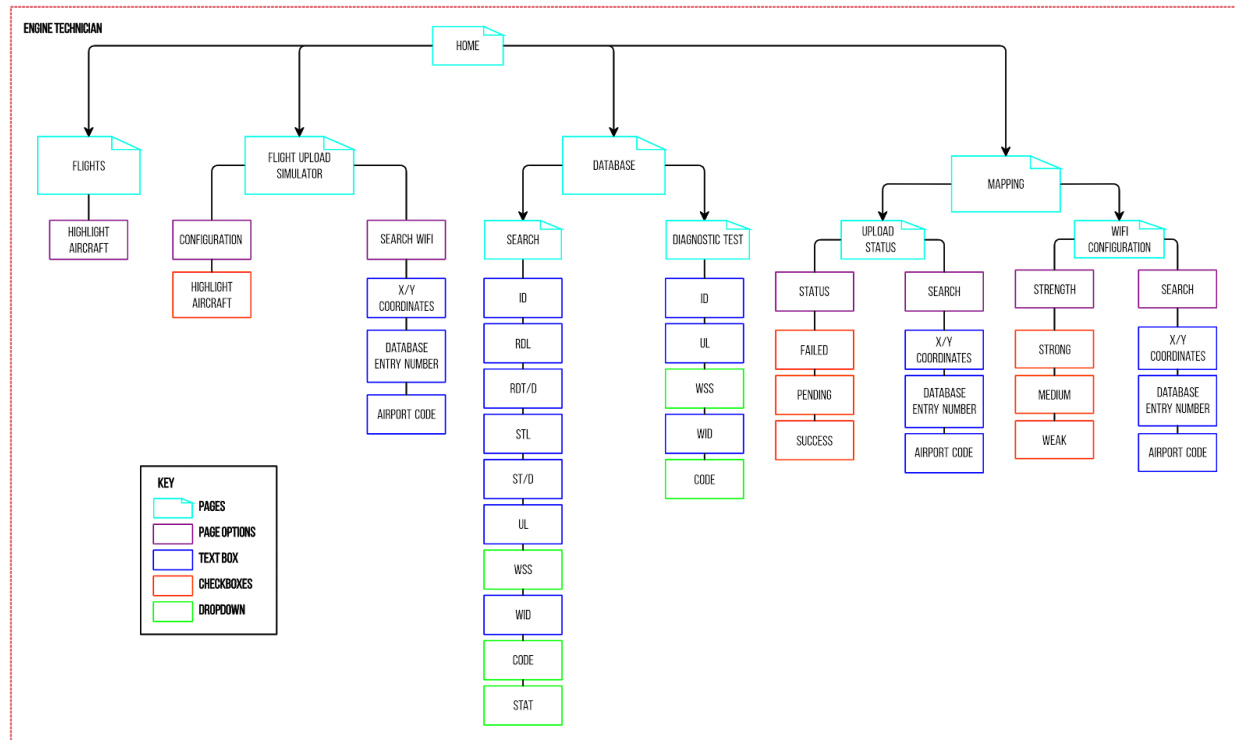 ENGINE TECHNICIAN
HOME
FLIGHTS
HIGHLIGHT
AIRCRAFT
FLIGHT UPLOAD
SIMULATOR
CONFIGURATION
HIGHLIGHT
AIRCRAFT
SEARCH WIFI
X/Y
COORDINATES
DATABASE
ENTRY NUMBER
AIRPORT CODE
DATABASE
SEARCH
ID
RDL
RDT/D
STL
ST/D
UL
WSS
WID
CODE
STAT
DIAGNOSTIC TEST
ID
UL
WSS
WID
CODE
MAPPING
UPLOAD
STATUS
STATUS
FAILED
PENDING
SUCCESS
SEARCH
X/Y
COORDINATES
DATABASE
ENTRY NUMBER
AIRPORT CODE
WIFI
CONFIGURATION
STRENGTH
STRONG
MEDIUM
WEAK
SEARCH
X/Y
COORDINATES
DATABASE
ENTRY NUMBER
AIRPORT CODE
KEY
PAGES
PAGE OPTIONS
TEXT BOX
CHECKBOXES
DROPDOWN